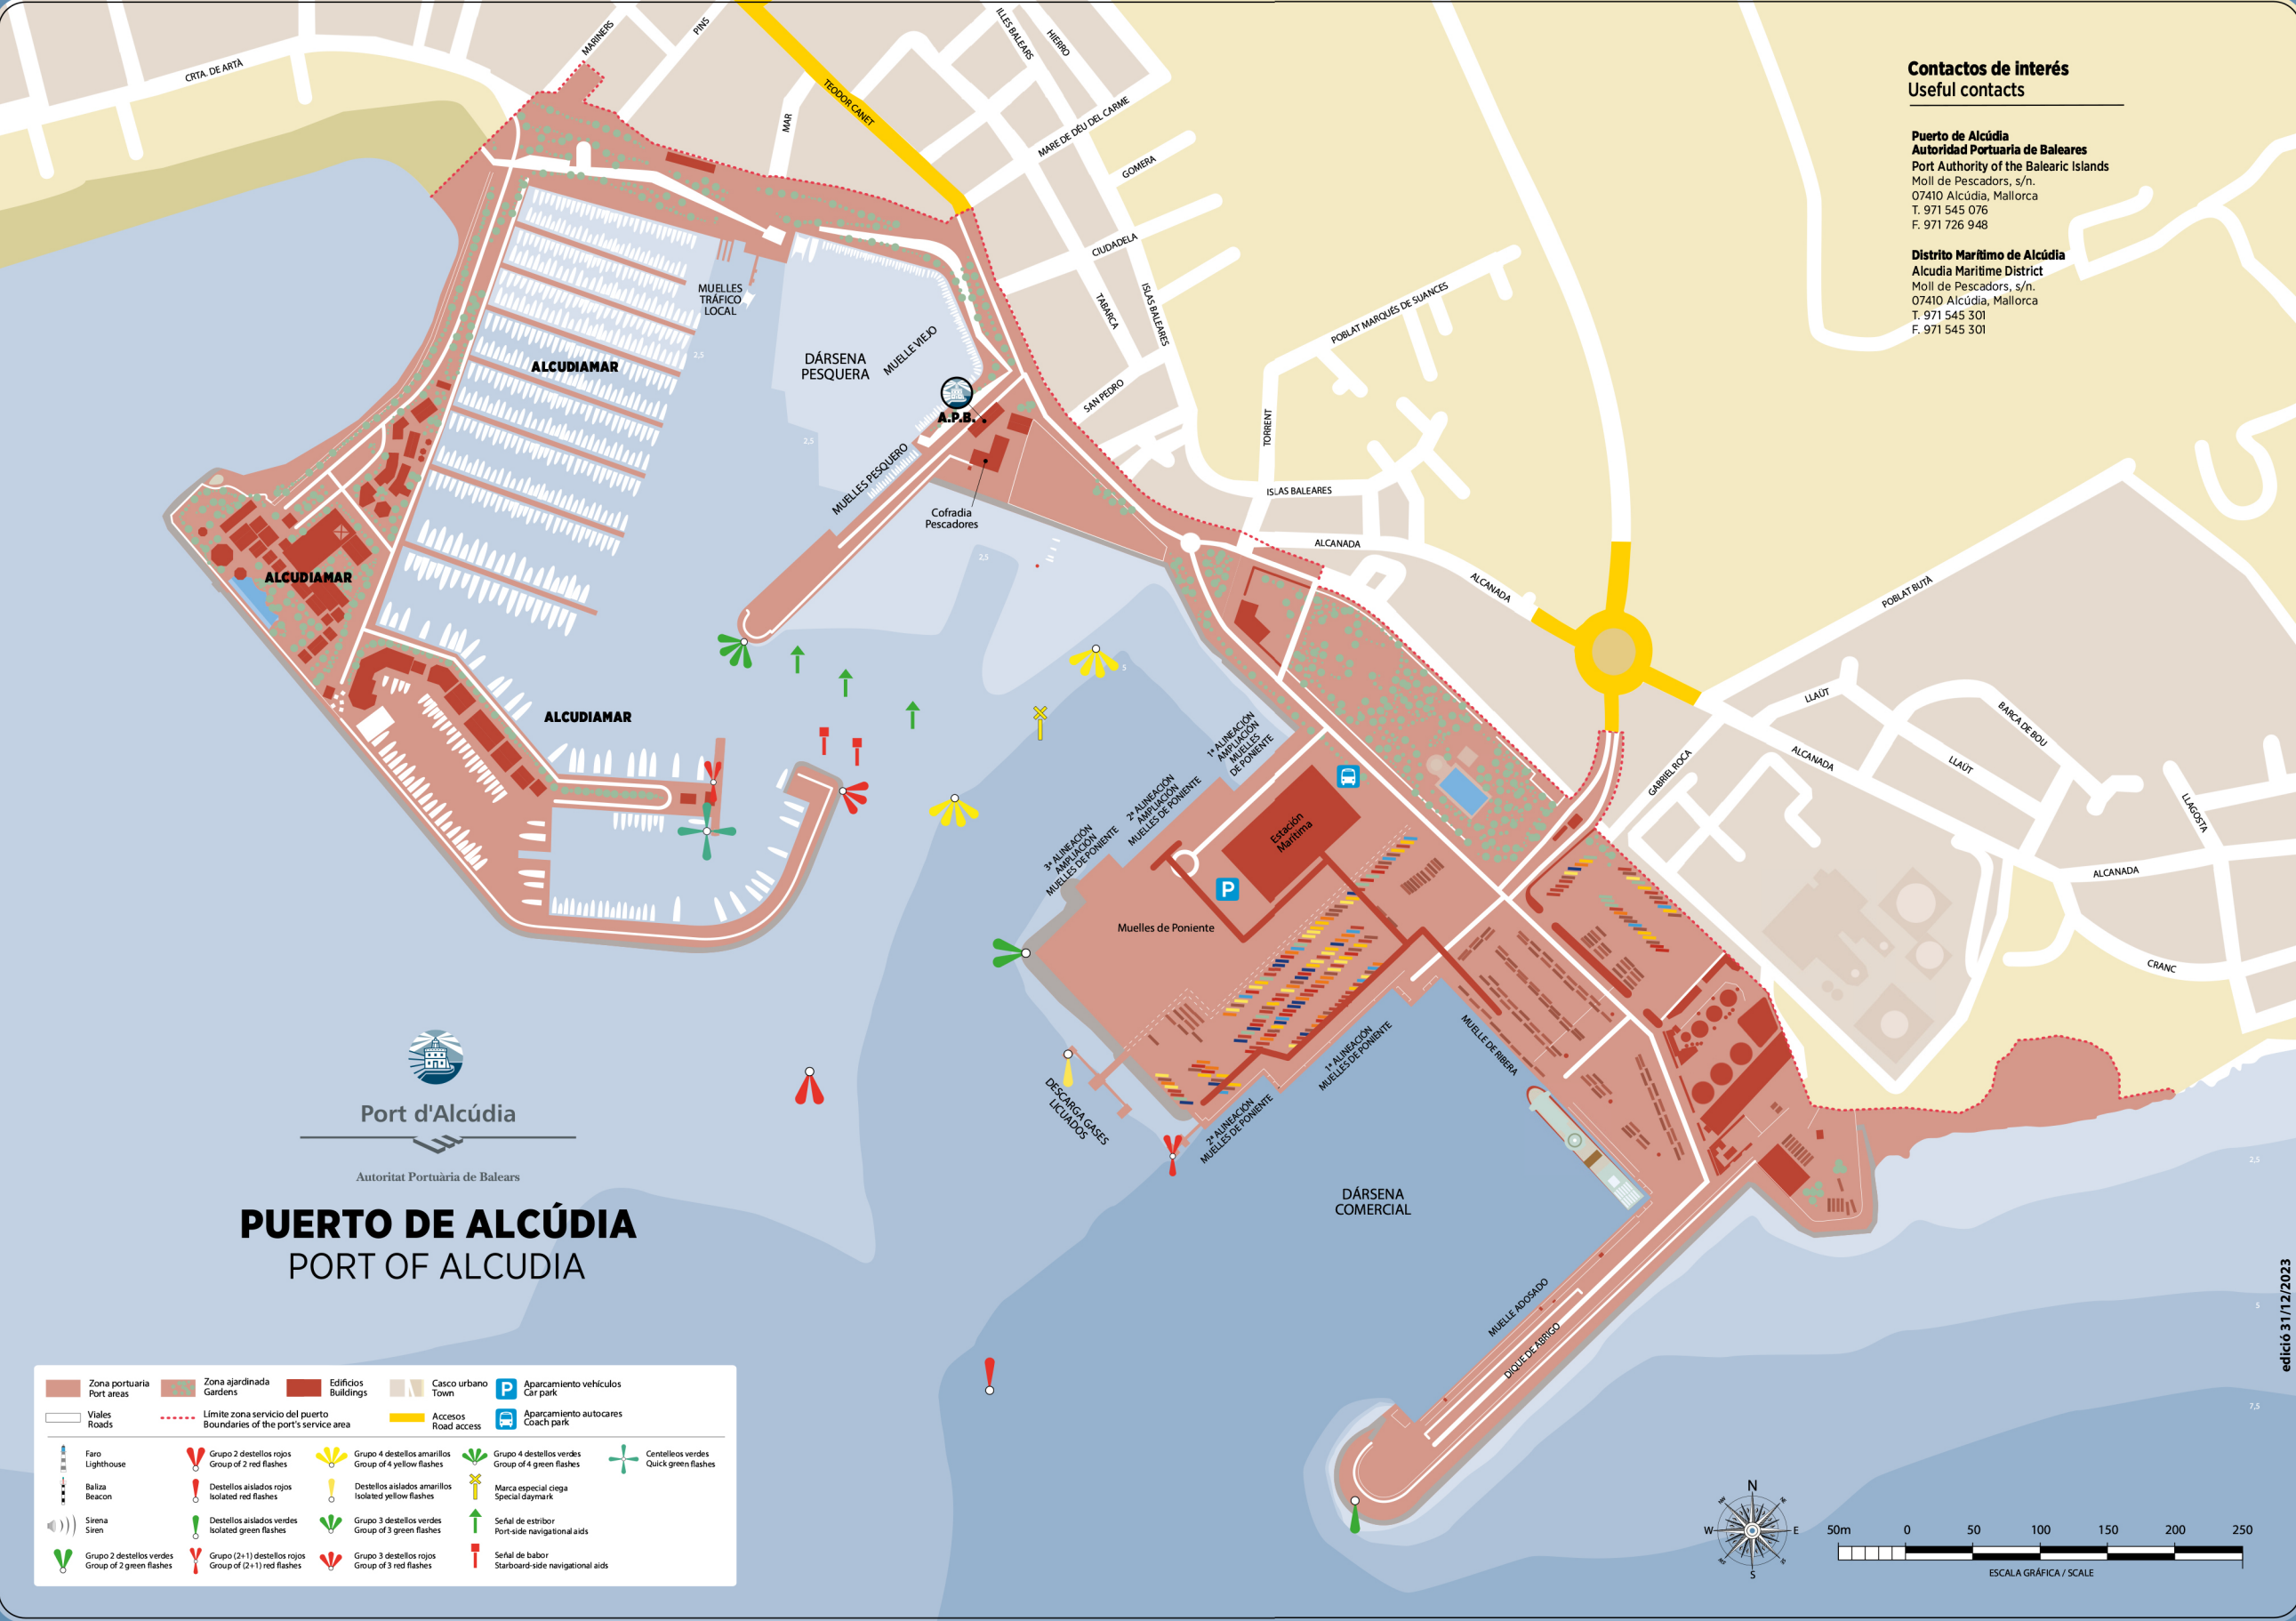 CRTA. DE ARTÀ
MARINERS
PINS
MAR
TEODOR CANET
ILLES BALEARS
HIERRO
MARE DE DÉU DEL CARME
GOMERA
CIUDADELA
TABARCA
ISLAS BALEARES
SAN PEDRO
POBLAT MARQUÉS DE SUANCES
TORRENT
ISLAS BALEARES
ALCANADA
ALCANADA
POBLAT BUTÀ
LLAÜT
BARCA DE BOU
ALCANADA
LLAÜT
LLAGOSTA
GABRIEL ROCA
ALCANADA
CRANC
Contactos de interés
Useful contacts
Puerto de Alcúdia
Autoridad Portuaria de Baleares
Port Authority of the Balearic Islands
Moll de Pescadors, s/n.
07410 Alcúdia, Mallorca
T. 971 545 076
F. 971 726 948
Distrito Marítimo de Alcúdia
Alcudia Maritime District
Moll de Pescadors, s/n.
07410 Alcúdia, Mallorca
T. 971 545 301
F. 971 545 301
MUELLES
TRÁFICO
LOCAL
ALCUDIAMAR
2,5
DÁRSENA
PESQUERA
MUELLE VIEJO
A.P.B.
2,5
MUELLES PESQUERO
Cofradia
Pescadores
2,5
ALCUDIAMAR
ALCUDIAMAR
5
1ª ALINEACIÓN
AMPLIACIÓN
MUELLES
DE PONIENTE
2ª ALINEACIÓN
AMPLIACIÓN
MUELLES DE PONIENTE
3ª ALINEACIÓN
AMPLIACIÓN
MUELLES DE PONIENTE
Estación
Marítima
P
Muelles de Poniente
1ª ALINEACIÓN
MUELLES DE PONIENTE
MUELLE DE RIBERA
DESCARGA GASES
LICUADOS
2ª ALINEACIÓN
MUELLES DE PONIENTE
DÁRSENA
COMERCIAL
MUELLE ADOSADO
DIQUE DE ABRIGO
2,5
5
7,5
Port d'Alcúdia
Autoritat Portuària de Balears
PUERTO DE ALCÚDIA
PORT OF ALCUDIA
Zona portuaria
Port areas
Zona ajardinada
Gardens
Edificios
Buildings
Casco urbano
Town
P
Aparcamiento vehículos
Car park
Viales
Roads
Límite zona servicio del puerto
Boundaries of the port's service area
Accesos
Road access
Aparcamiento autocares
Coach park
Faro
Lighthouse
Grupo 2 destellos rojos
Group of 2 red flashes
Grupo 4 destellos amarillos
Group of 4 yellow flashes
Grupo 4 destellos verdes
Group of 4 green flashes
Centelleos verdes
Quick green flashes
Baliza
Beacon
Destellos aislados rojos
Isolated red flashes
Destellos aislados amarillos
Isolated yellow flashes
Marca especial ciega
Special daymark
Sirena
Siren
Destellos aislados verdes
Isolated green flashes
Grupo 3 destellos verdes
Group of 3 green flashes
Señal de estribor
Port-side navigational aids
Grupo 2 destellos verdes
Group of 2 green flashes
Grupo (2+1) destellos rojos
Group of (2+1) red flashes
Grupo 3 destellos rojos
Group of 3 red flashes
Señal de babor
Starboard-side navigational aids
N
W
E
S
50m
0
50
100
150
200
250
ESCALA GRÁFICA / SCALE
edició 31/12/2023